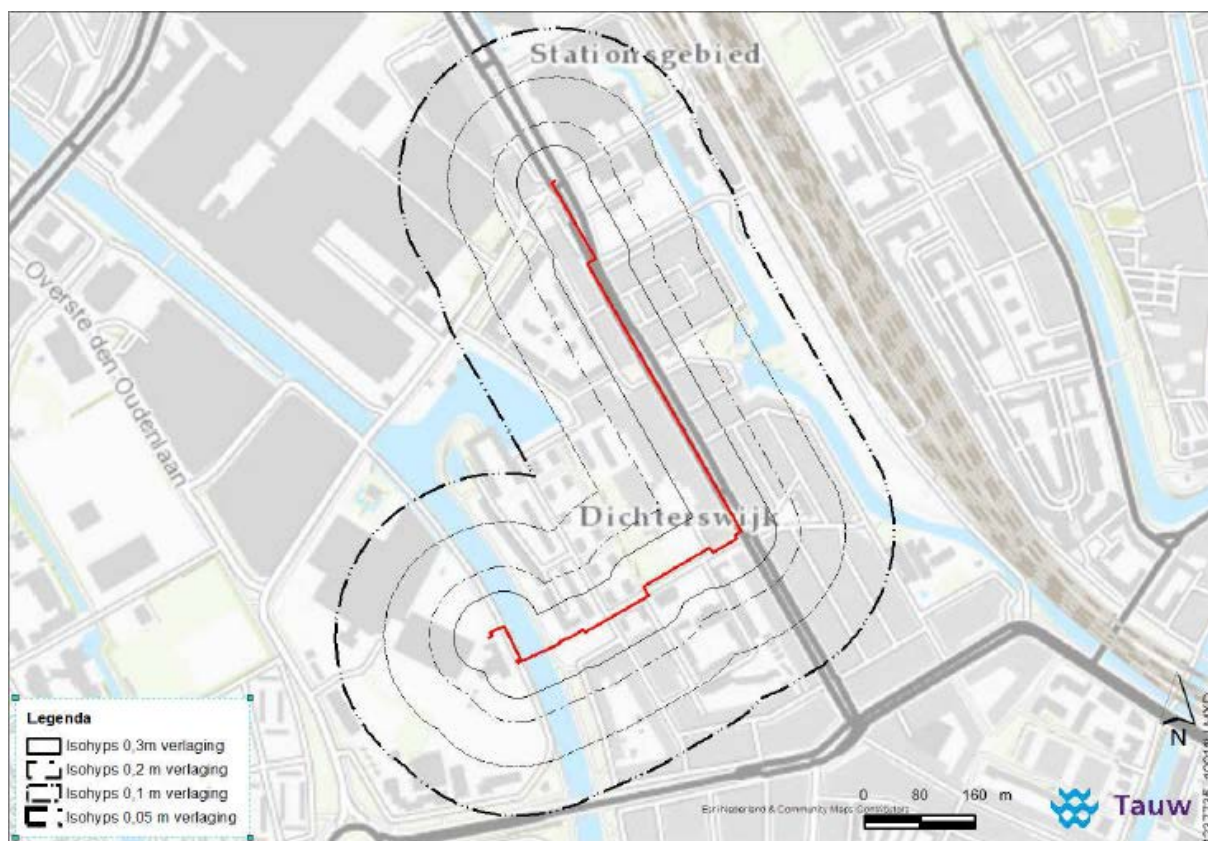 Stationsgebied
Overste den Oudenlaan
Dichterswijk
Legenda
Isohyps 0,3m verlaging
Isohyps 0,2 m verlaging
Isohyps 0,1 m verlaging
Isohyps 0,05 m verlaging
N
0 80 160 m
Esri Nederland & Community Maps Contributors
Tauw